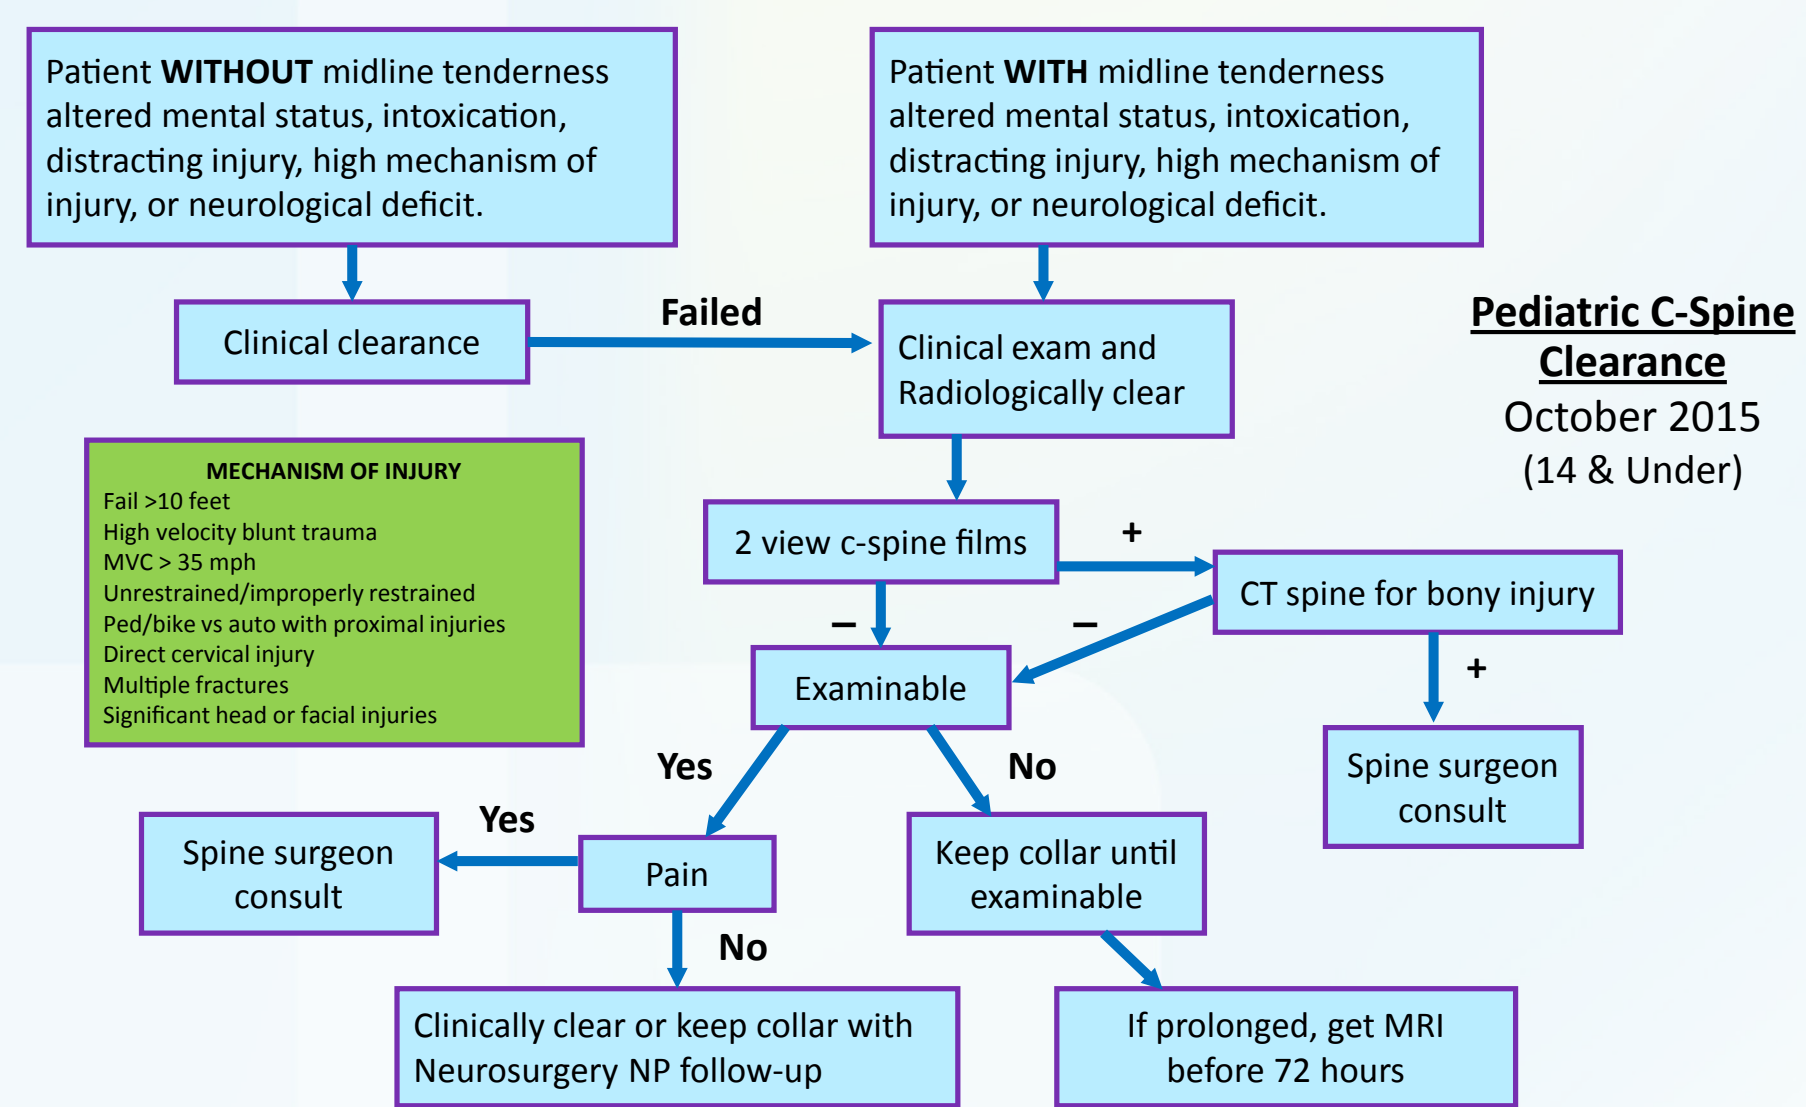 Patient WITHOUT midline tenderness
altered mental status, intoxication,
distracting injury, high mechanism of
injury, or neurological deficit.
Patient WITH midline tenderness
altered mental status, intoxication,
distracting injury, high mechanism of
injury, or neurological deficit.
Clinical clearance
Failed
Clinical exam and
Radiologically clear
Pediatric C-Spine
Clearance
October 2015
(14 & Under)
MECHANISM OF INJURY
Fail >10 feet
High velocity blunt trauma
MVC > 35 mph
Unrestrained/improperly restrained
Ped/bike vs auto with proximal injuries
Direct cervical injury
Multiple fractures
Significant head or facial injuries
2 view c-spine films
+
CT spine for bony injury
–
–
+
Examinable
Spine surgeon
consult
Yes
No
Yes
Spine surgeon
consult
Pain
Keep collar until
examinable
No
Clinically clear or keep collar with
Neurosurgery NP follow-up
If prolonged, get MRI
before 72 hours